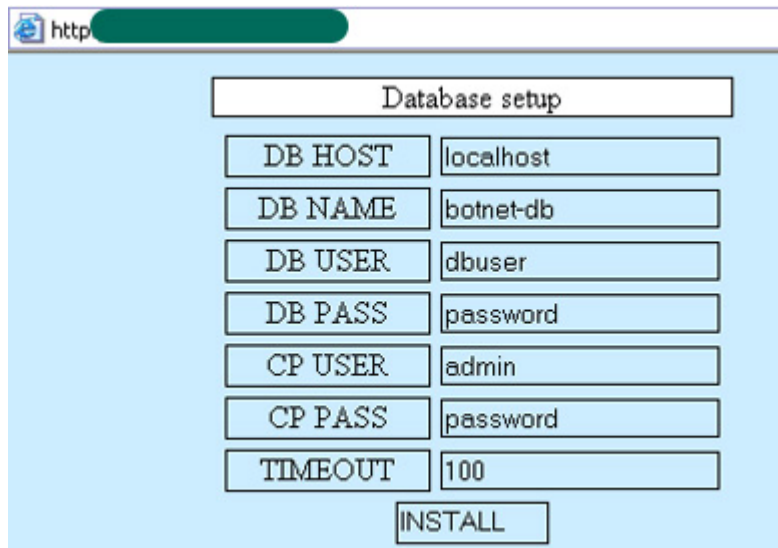 http
Database setup
DB HOST localhost
DB NAME botnet-db
DB USER dbuser
DB PASS password
CP USER admin
CP PASS password
TIMEOUT 100
INSTALL